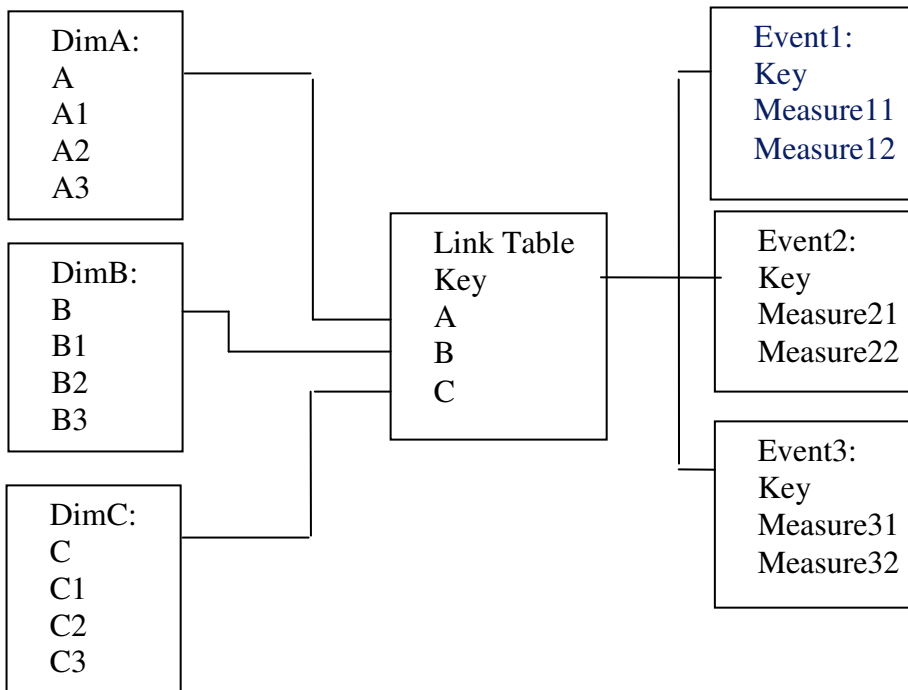 DimA:
A
A1
A2
A3
DimB:
B
B1
B2
B3
DimC:
C
C1
C2
C3
Link Table
Key
A
B
C
Event1:
Key
Measure11
Measure12
Event2:
Key
Measure21
Measure22
Event3:
Key
Measure31
Measure32